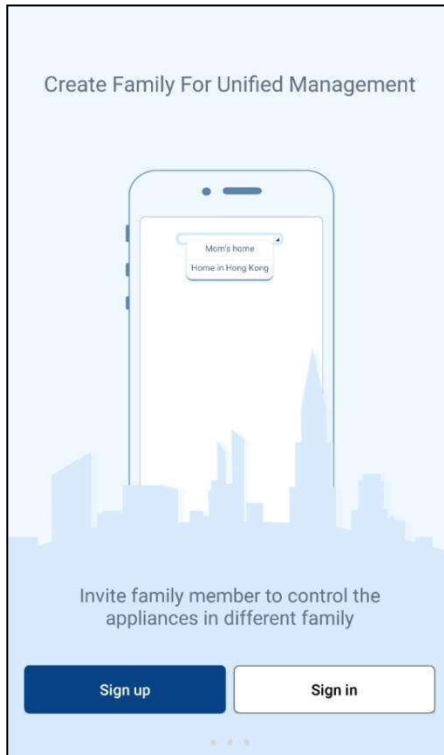 Create Family For Unified Management
Mom's home
Home in Hong Kong
Invite family member to control the
appliances in different family
Sign up
Sign in